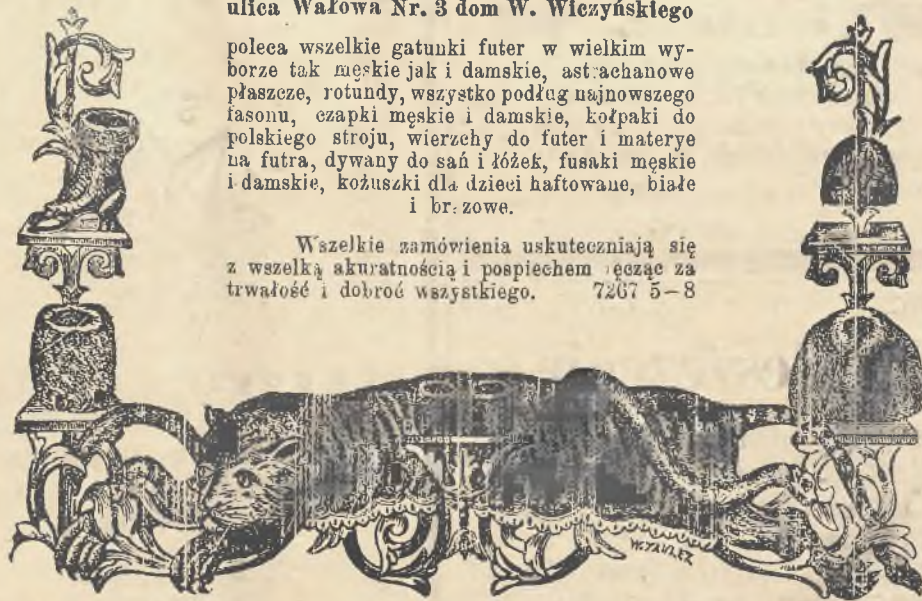 ulica Wałowa Nr. 3 dom W. Wiczyńskiego
poleca wszelkie gatunki futer w wielkim wy-
borze tak męskie jak i damskie, astrachanowe
płaszcze, rotundy, wszystko podług najnowszego
fasonu, czapki męskie i damskie, kołpaki do
polskiego stroju, wierzchy do futer i materye
na futra, dywany do sań i łóżek, fusaki męskie
i damskie, kożuszki dla dzieci haftowane, białe
i br zowe.
Wszelkie zamówienia uskuteczniają się
z wszelką akuratnością i pospiechem ręcząc za
trwałość i dobroć wszystkiego. 7267 5–8